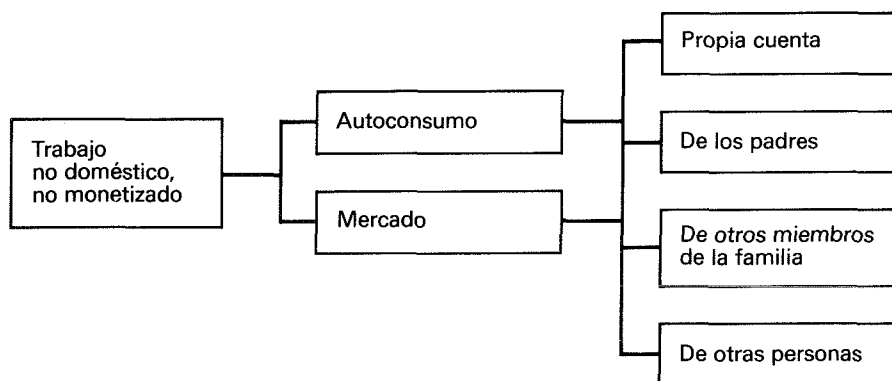 Trabajo
no doméstico,
no monetizado
Autoconsumo
Mercado
Propia cuenta
De los padres
De otros miembros
de la familia
De otras personas